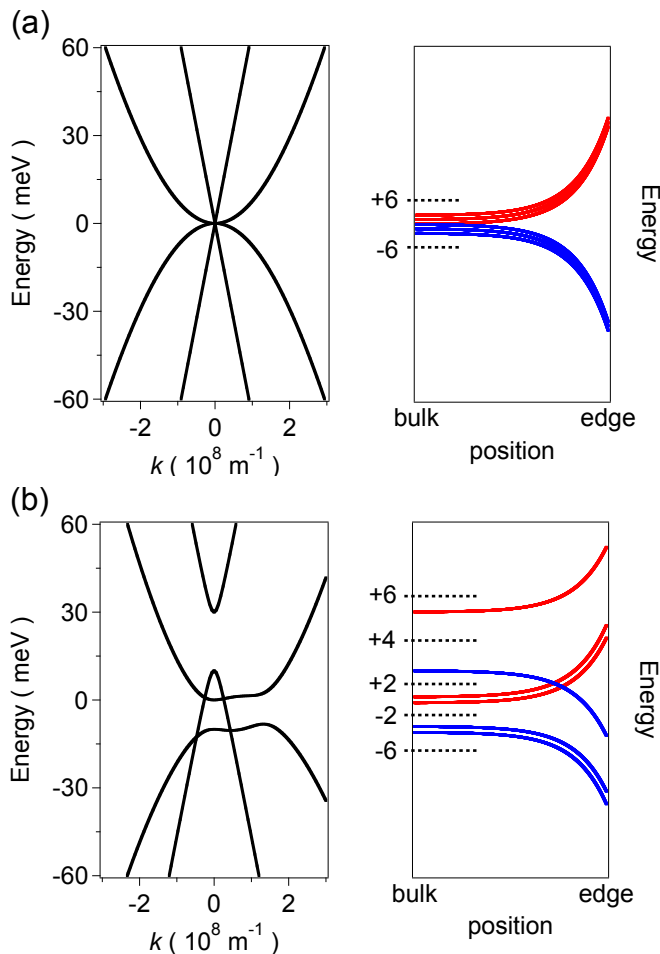 (a)
60
30
0
-30
-60
Energy ( meV )
-2
0
2
k ( 10⁸ m⁻¹ )
+6
-6
bulk
edge
position
Energy
(b)
60
30
0
-30
-60
Energy ( meV )
-2
0
2
k ( 10⁸ m⁻¹ )
+6
+4
+2
-2
-6
bulk
edge
position
Energy